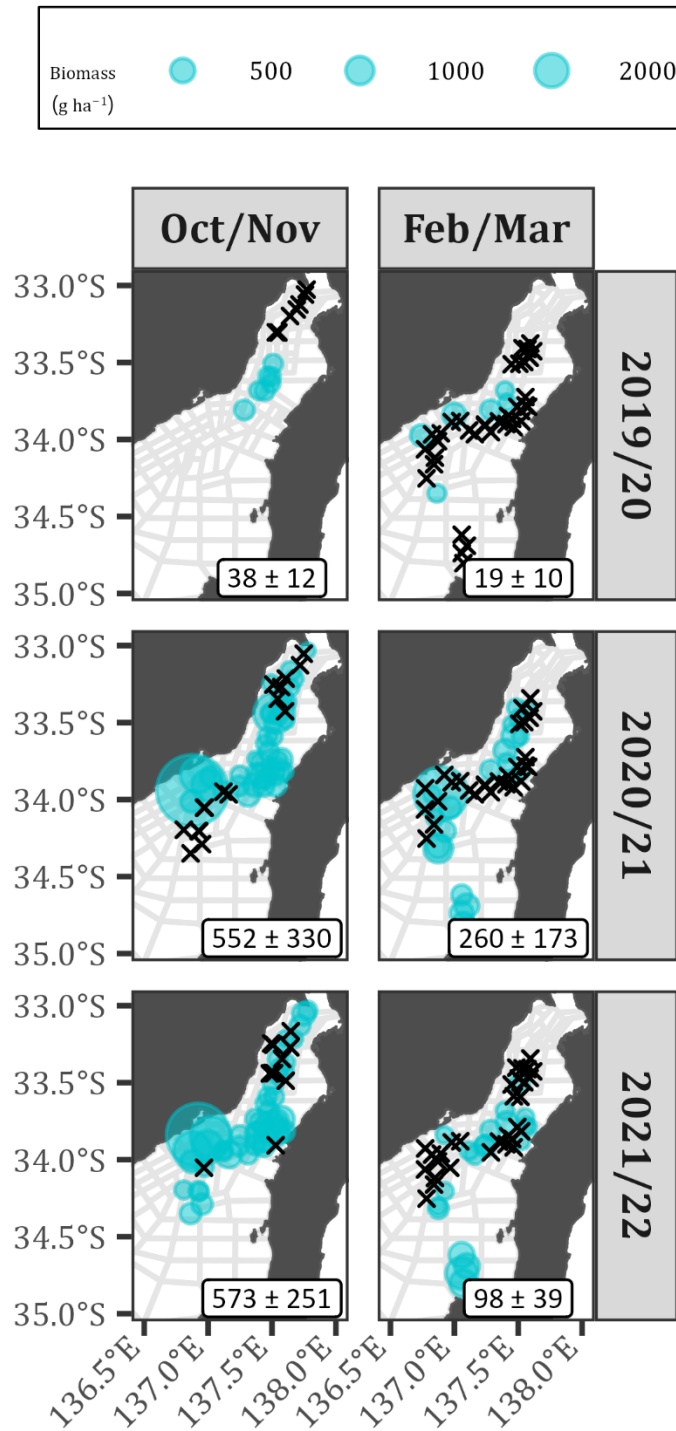 Biomass
(g ha⁻¹)
500 1000 2000
Oct/Nov Feb/Mar
33.0°S
33.5°S
34.0°S
34.5°S
35.0°S
38 ± 12
19 ± 10
2019/20
33.0°S
33.5°S
34.0°S
34.5°S
35.0°S
552 ± 330
260 ± 173
2020/21
33.0°S
33.5°S
34.0°S
34.5°S
35.0°S
573 ± 251
98 ± 39
2021/22
136.5°E 137.0°E 137.5°E 138.0°E
136.5°E 137.0°E 137.5°E 138.0°E